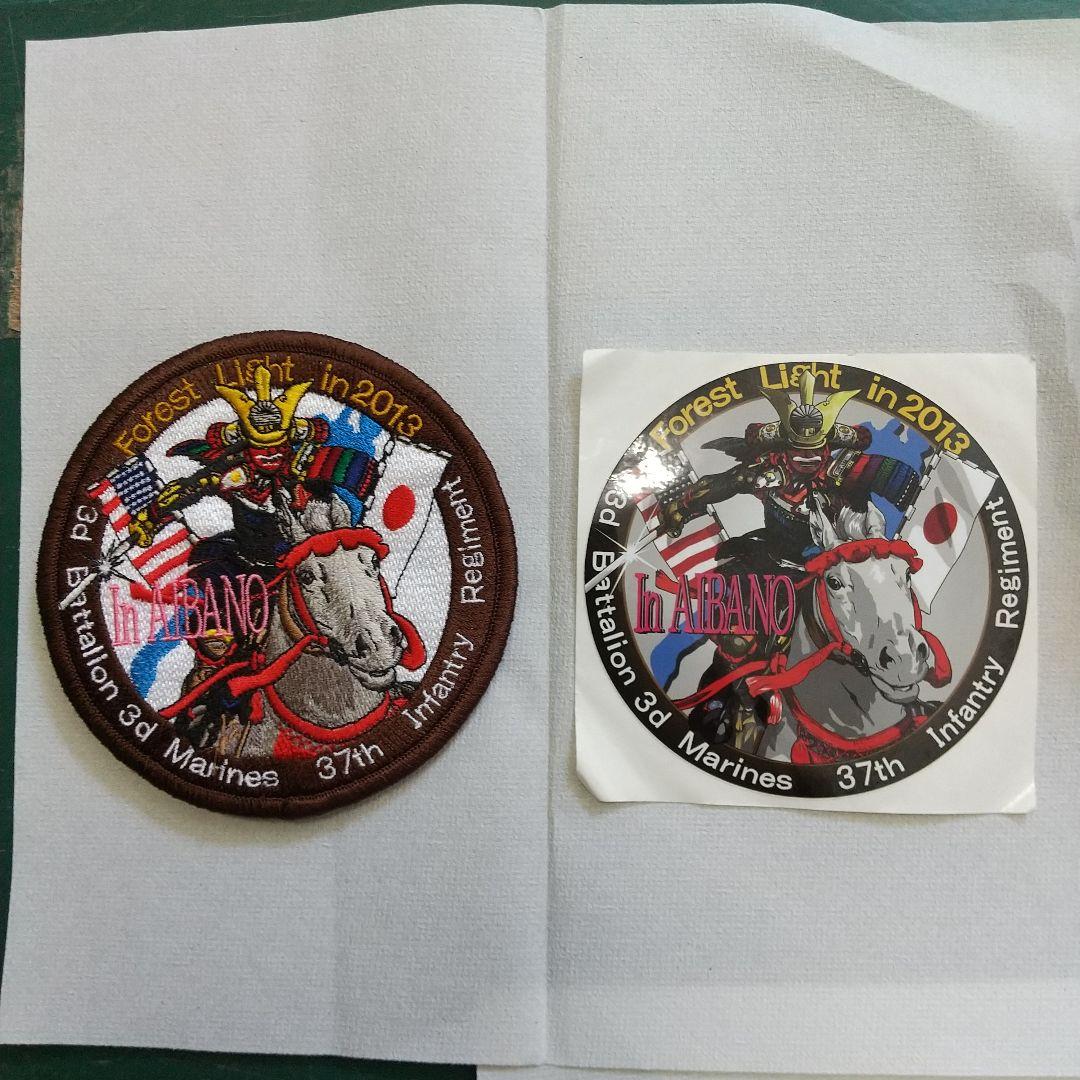 Forest Light in 2013
In AIBANO
3d Battalion 3d Marines 37th Infantry Regiment
Forest Light in 2013
In AIBANO
3d Battalion 3d Marines 37th Infantry Regiment